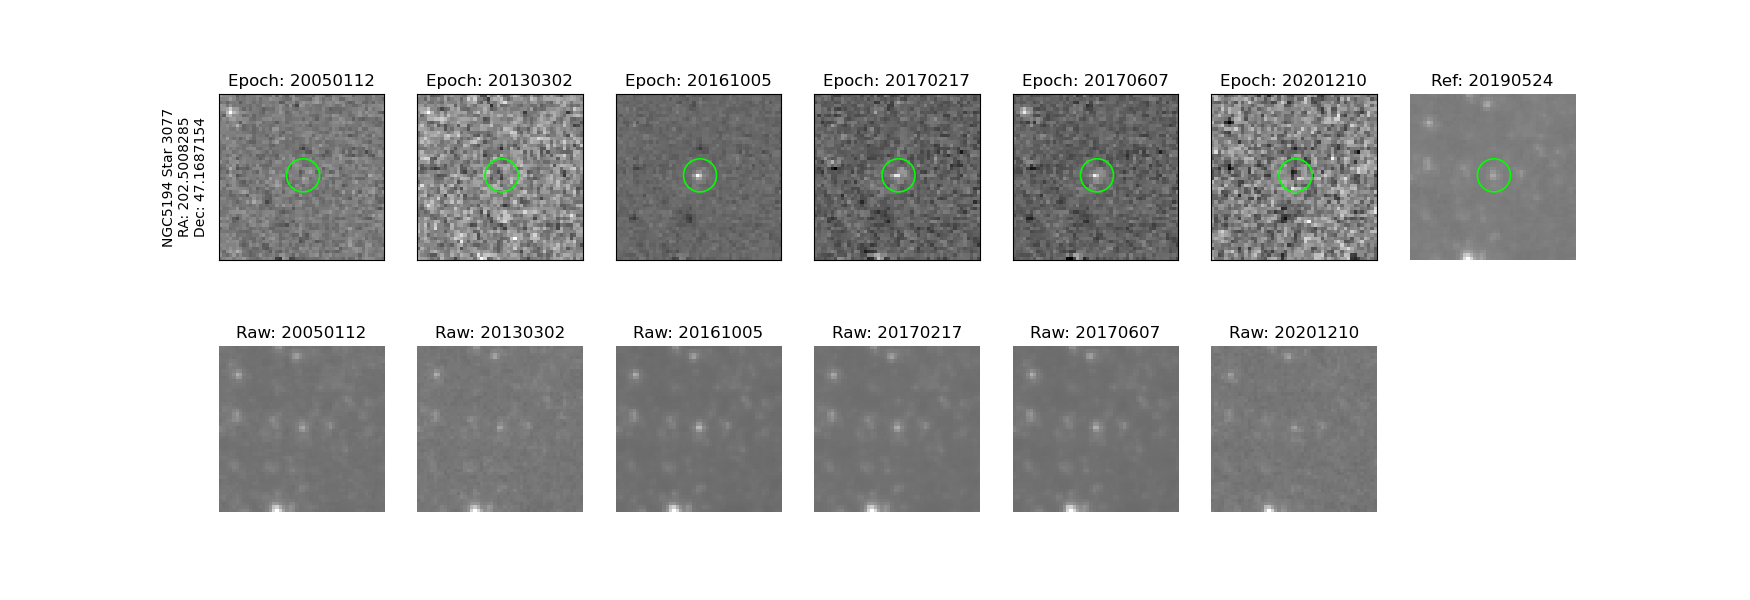 Epoch: 20050112
Epoch: 20130302
Epoch: 20161005
Epoch: 20170217
Epoch: 20170607
Epoch: 20201210
Ref: 20190524
NGC5194 Star 3077
RA: 202.5008285
Dec: 47.1687154
Raw: 20050112
Raw: 20130302
Raw: 20161005
Raw: 20170217
Raw: 20170607
Raw: 20201210